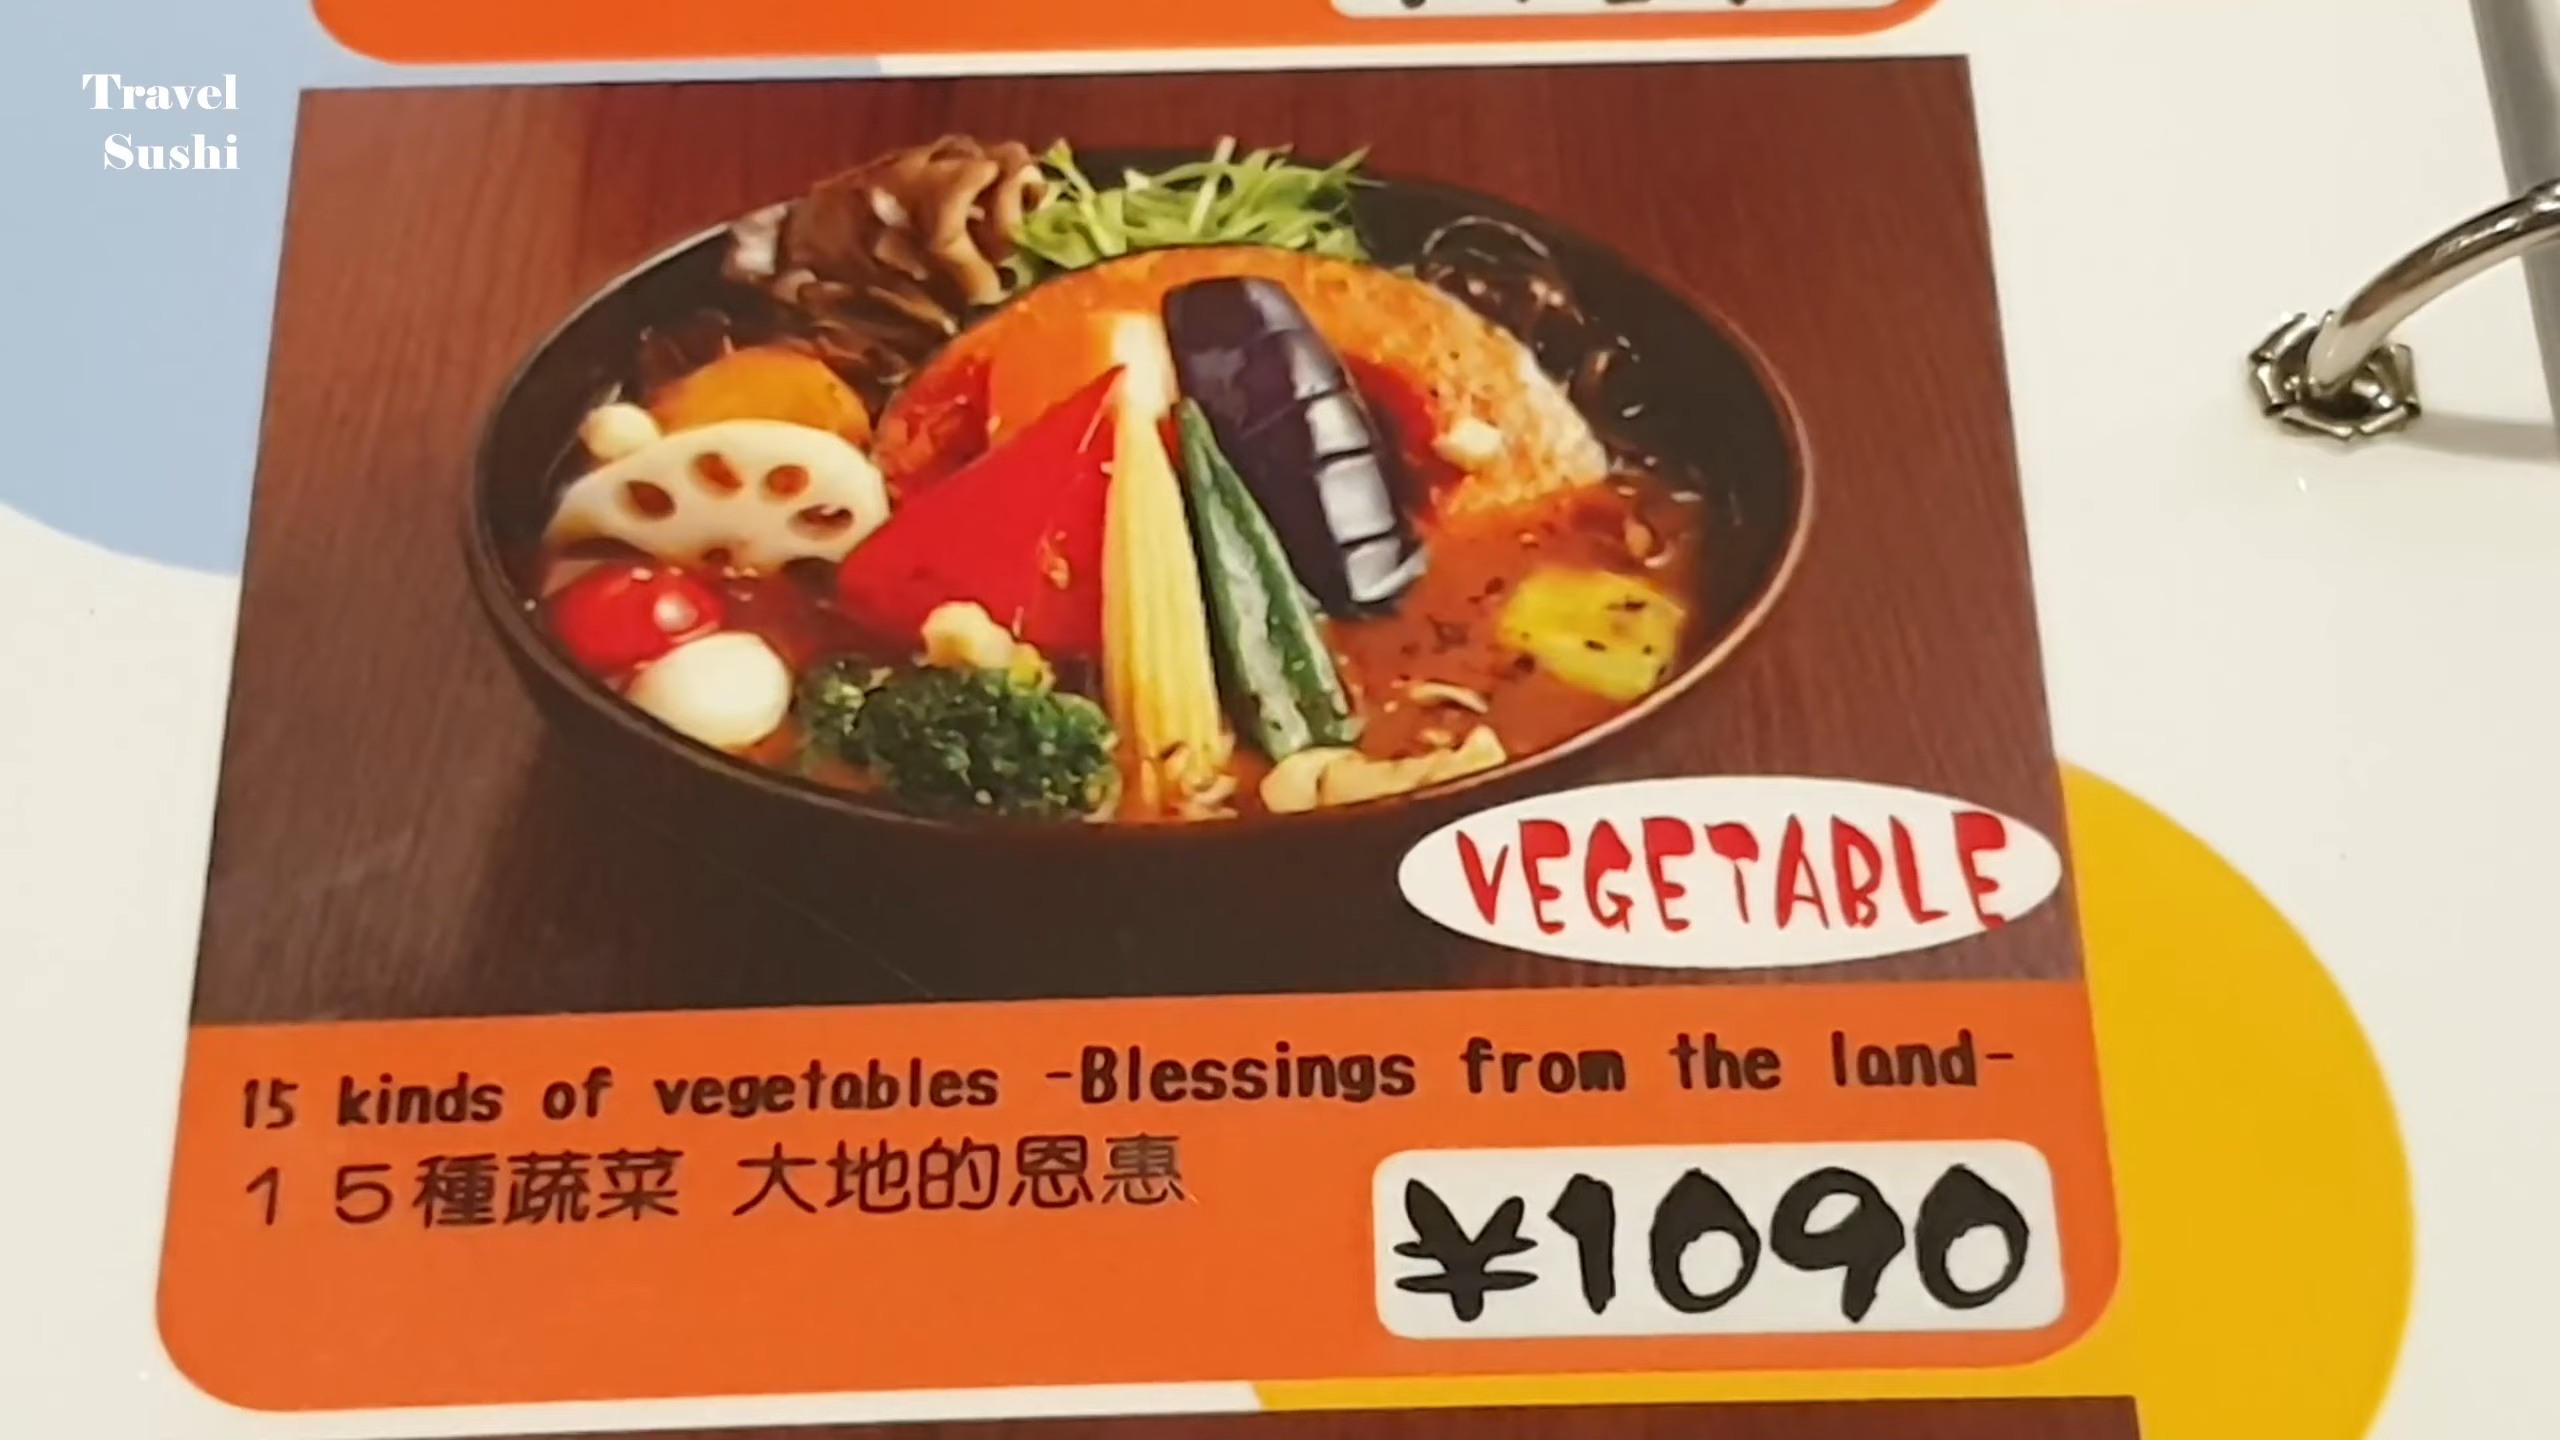 Travel
Sushi
VEGETABLE
15 kinds of vegetables -Blessings from the land-
15種蔬菜 大地的恩惠
¥1090